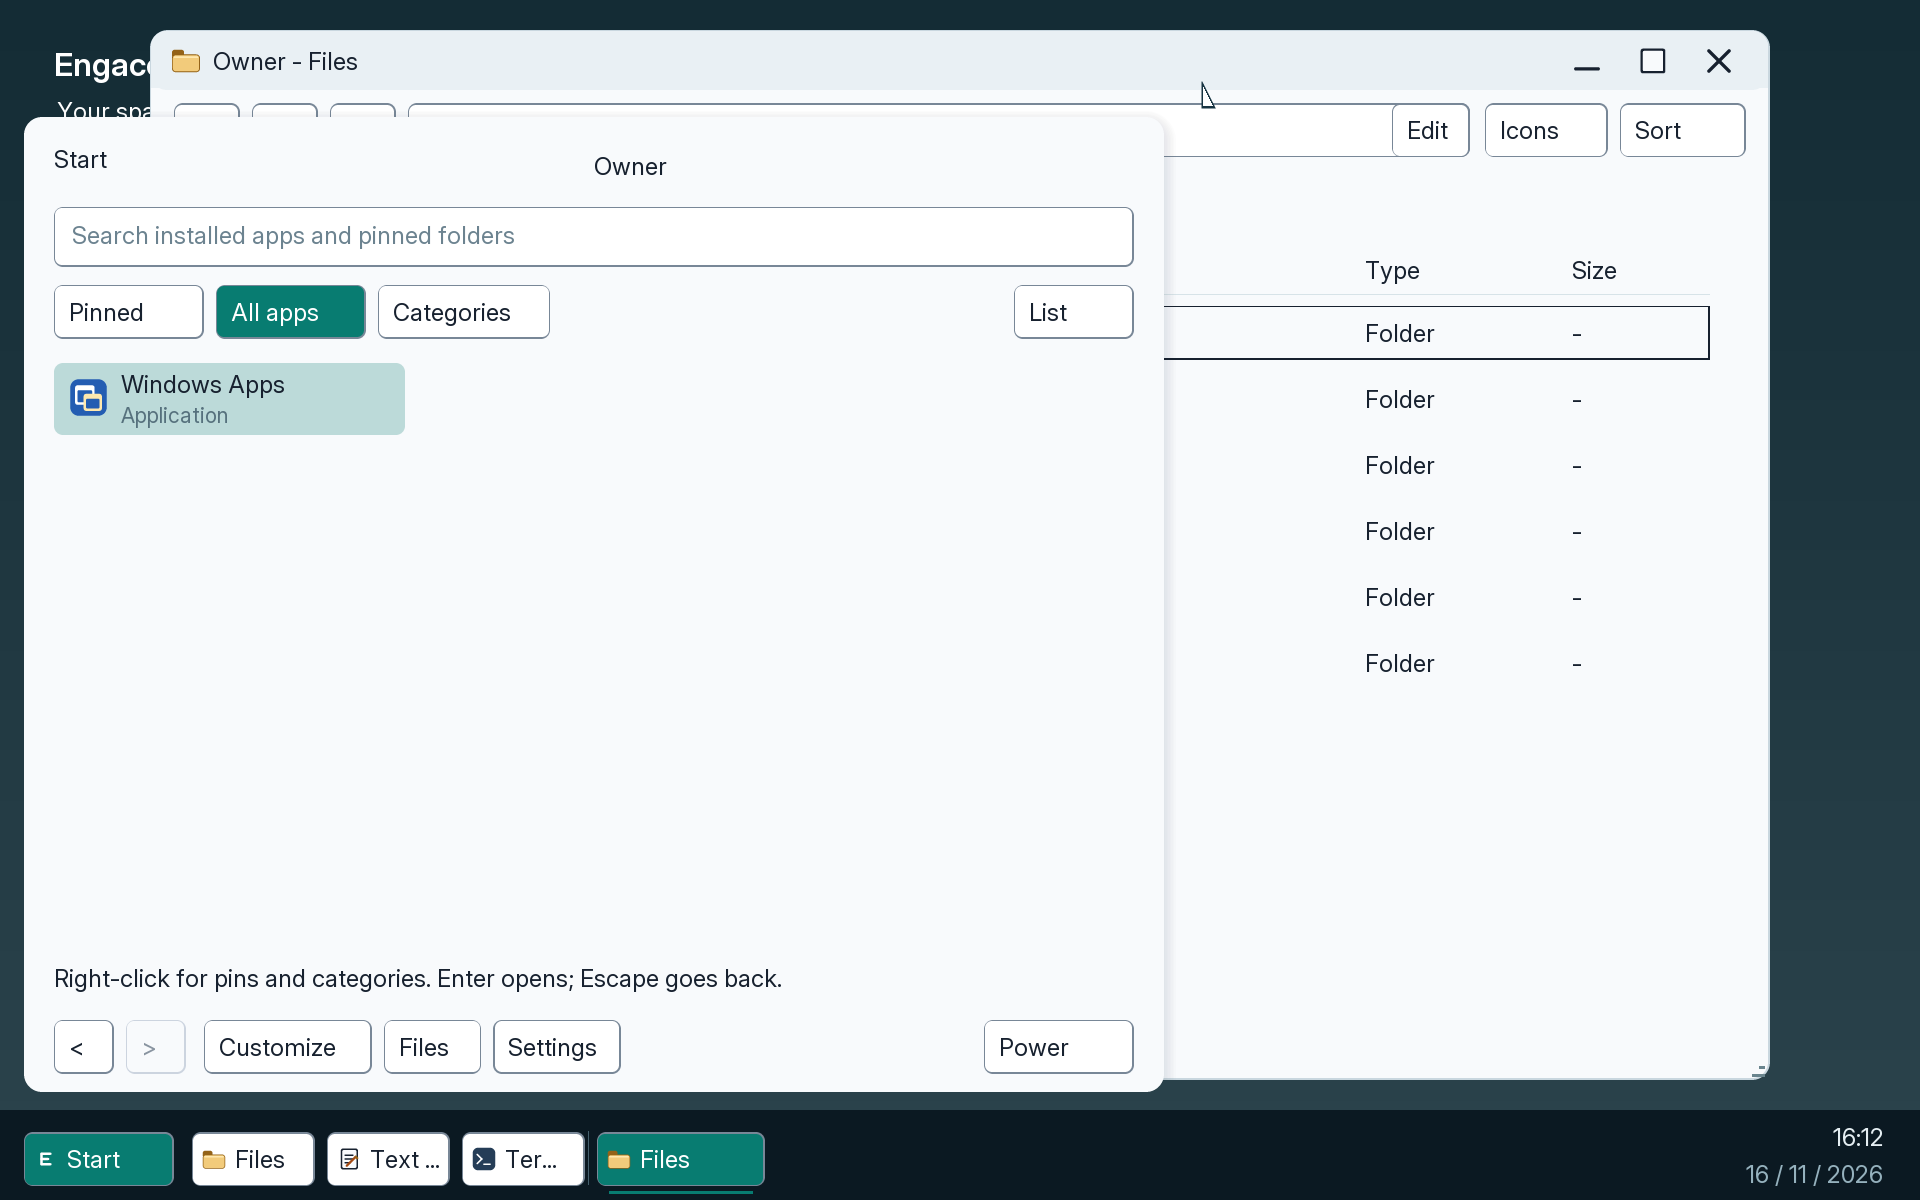 Owner - Files
Your spa
Edit
Icons
Sort
Start
Owner
Search installed apps and pinned folders
Pinned
All apps
Categories
List
Type
Size
Folder
-
Folder
-
Folder
-
Folder
-
Folder
-
Folder
-
Windows Apps
Application
Right-click for pins and categories. Enter opens; Escape goes back.
<
>
Customize
Files
Settings
Power
E Start
Files
Text ...
Ter...
Files
16:12
16 / 11 / 2026